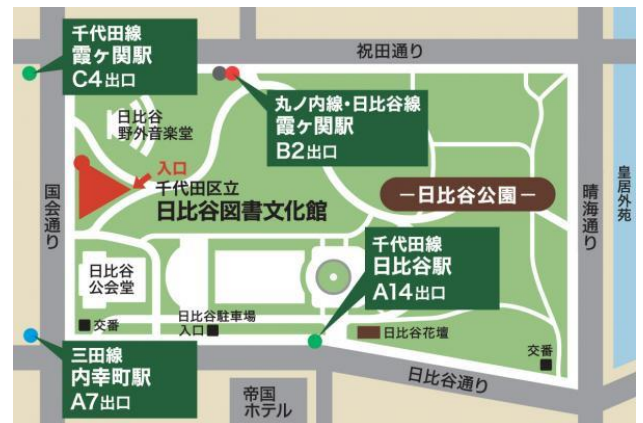 千代田線
霞ヶ関駅
C4出口
祝田通り
丸ノ内線・日比谷線
霞ヶ関駅
B2出口
日比谷
野外音楽堂
入口
千代田区立
日比谷図書文化館
ー日比谷公園ー
国会通り
晴海通り
皇居外苑
千代田線
日比谷駅
A14出口
日比谷
公会堂
交番
日比谷駐車場
入口
日比谷花壇
交番
三田線
内幸町駅
A7出口
帝国
ホテル
日比谷通り